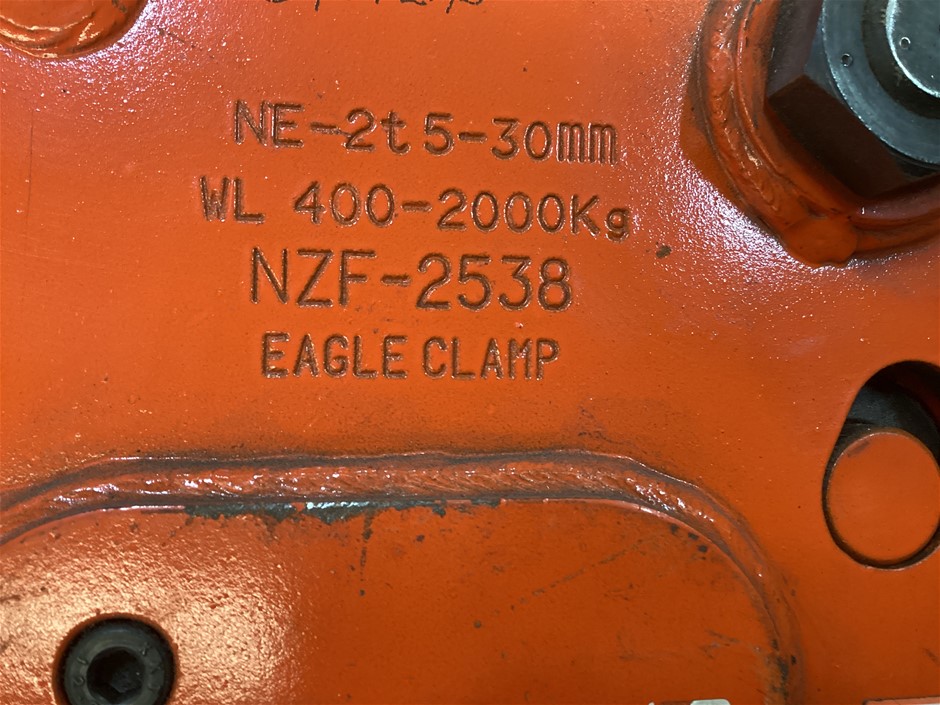 NE-2t 5-30mm
WL 400-2000Kg
NZF-2538
EAGLE CLAMP